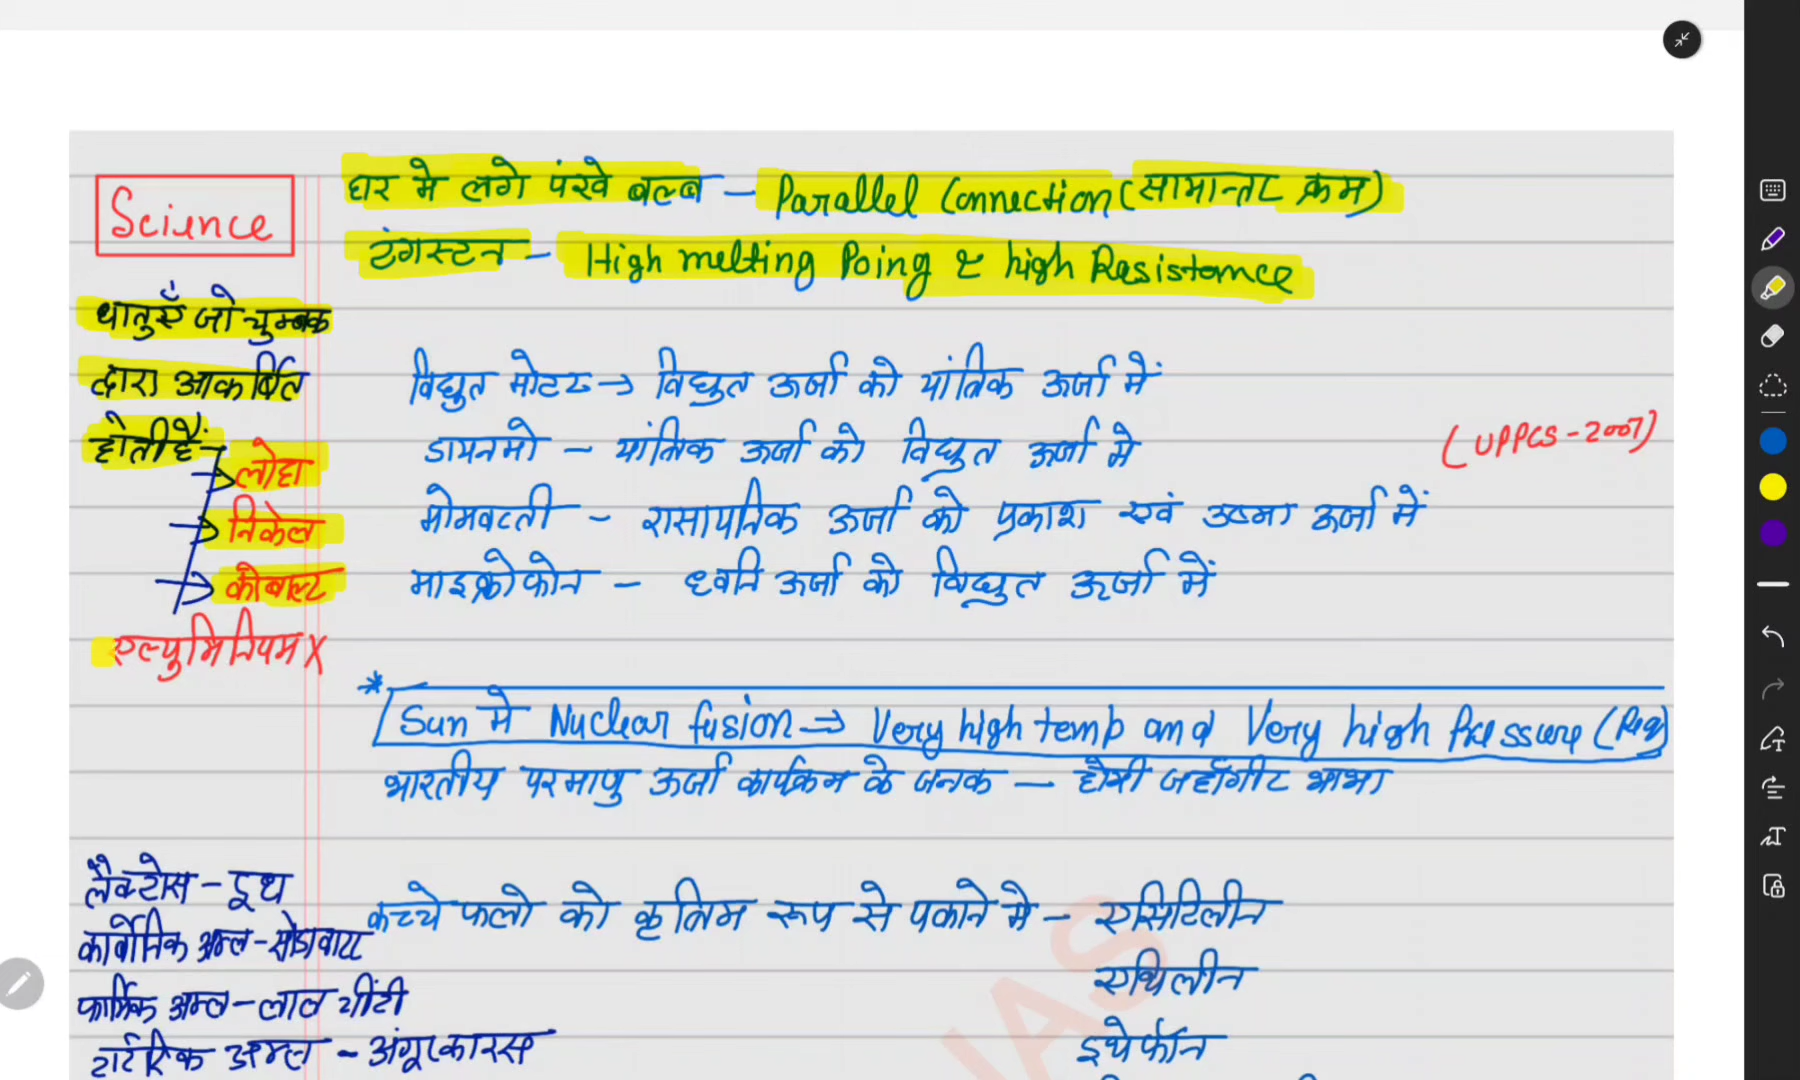 Science
घर मे लगे पंखे बल्ब – Parallel Connection (सामान्तर क्रम)
टंगस्टन – High melting Poing & high Resistance
धातुएँ जो चुम्बक
द्वारा आकर्षित
होती हैं
लोहा
निकेल
कोबाल्ट
एल्युमिनियम X
विद्युत मोटर → विद्युत ऊर्जा को यांत्रिक ऊर्जा में
डायनमो – यांत्रिक ऊर्जा को विद्युत ऊर्जा मे
(UPPCS-2007)
मोमबत्ती – रासायनिक ऊर्जा को प्रकाश एवं उष्मा ऊर्जा में
माइक्रोफोन – ध्वनि ऊर्जा को विद्युत ऊर्जा में
* Sun मे Nuclear fusion → Very high temp and Very high Pressure (Req)
भारतीय परमाणु ऊर्जा कार्यक्रम के जनक – होमी जहाँगीर भाभा
लैक्टोस – दूध
कार्बोनिक अम्ल – सोडावाटर
फार्मिक अम्ल – लाल चींटी
टार्टरिक अम्ल – अंगूर का रस
कच्चे फलो को कृत्रिम रूप से पकाने मे – एसिटिलीन
एथिलीन
इथेफॉन
IAS